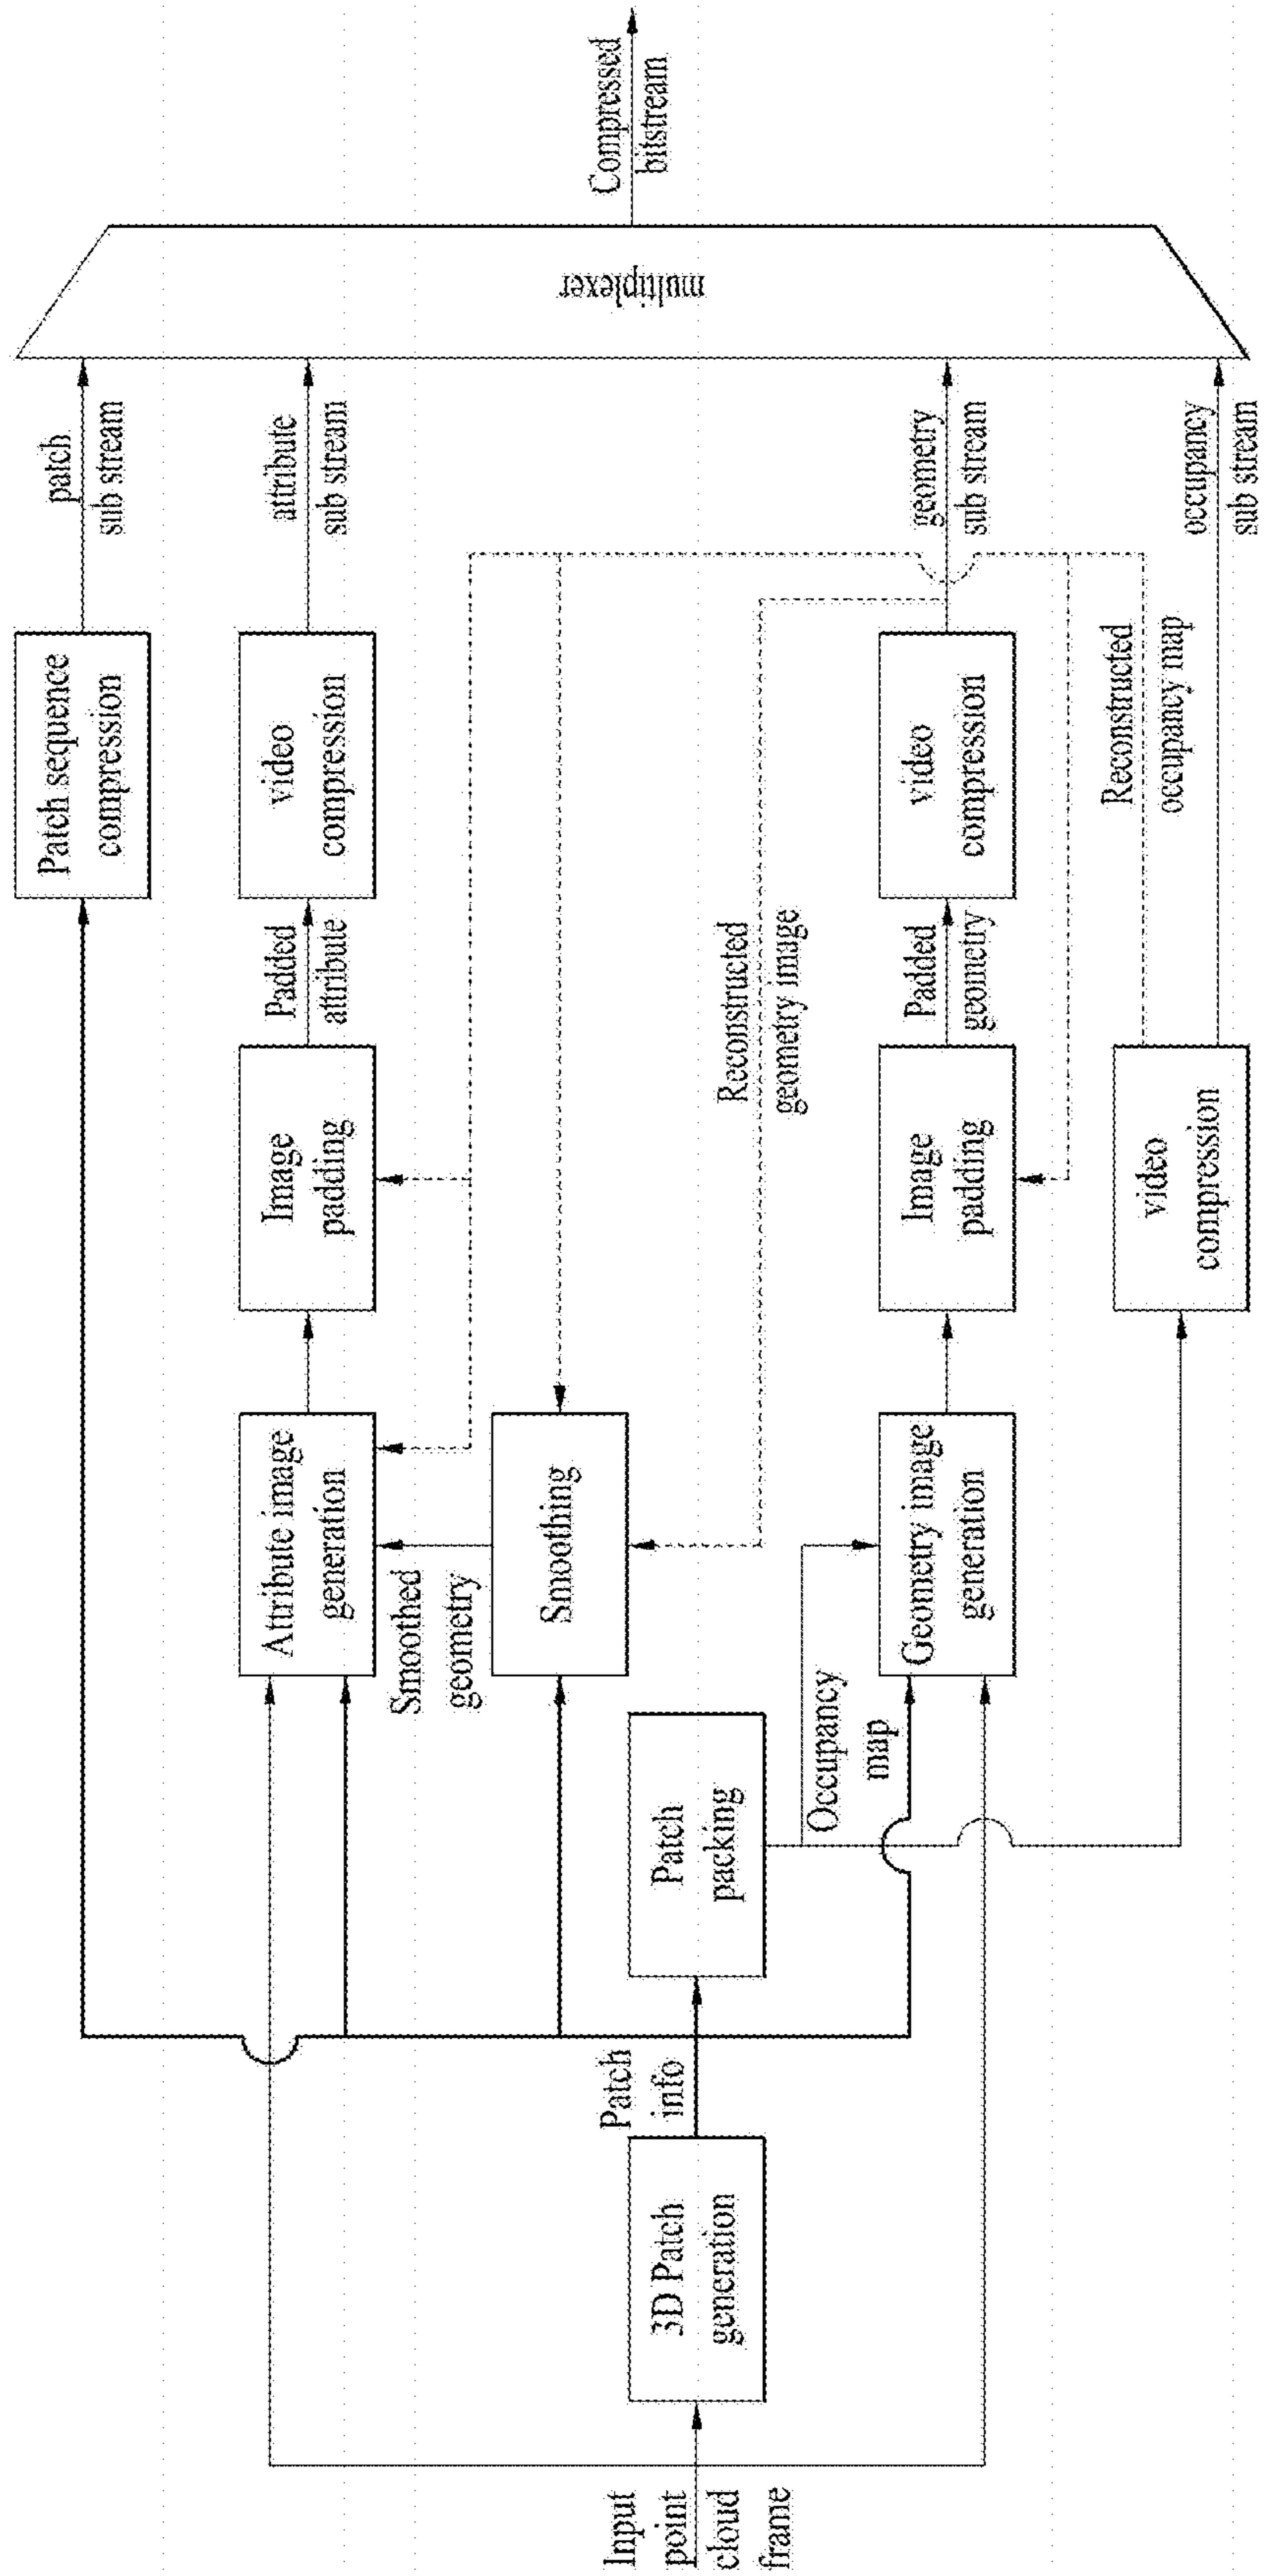 Input
point
cloud
frame
3D Patch
generation
Patch
info
Patch
packing
Occupancy
map
Attribute image
generation
Smoothed
geometry
Smoothing
Geometry image
generation
Image
padding
Padded
attribute
Reconstructed
geometry image
Image
padding
Padded
geometry
video
compression
Patch sequence
compression
video
compression
video
compression
Reconstructed
occupancy map
patch
sub stream
attribute
sub stream
geometry
sub stream
occupancy
sub stream
multiplexer
Compressed
bitstream